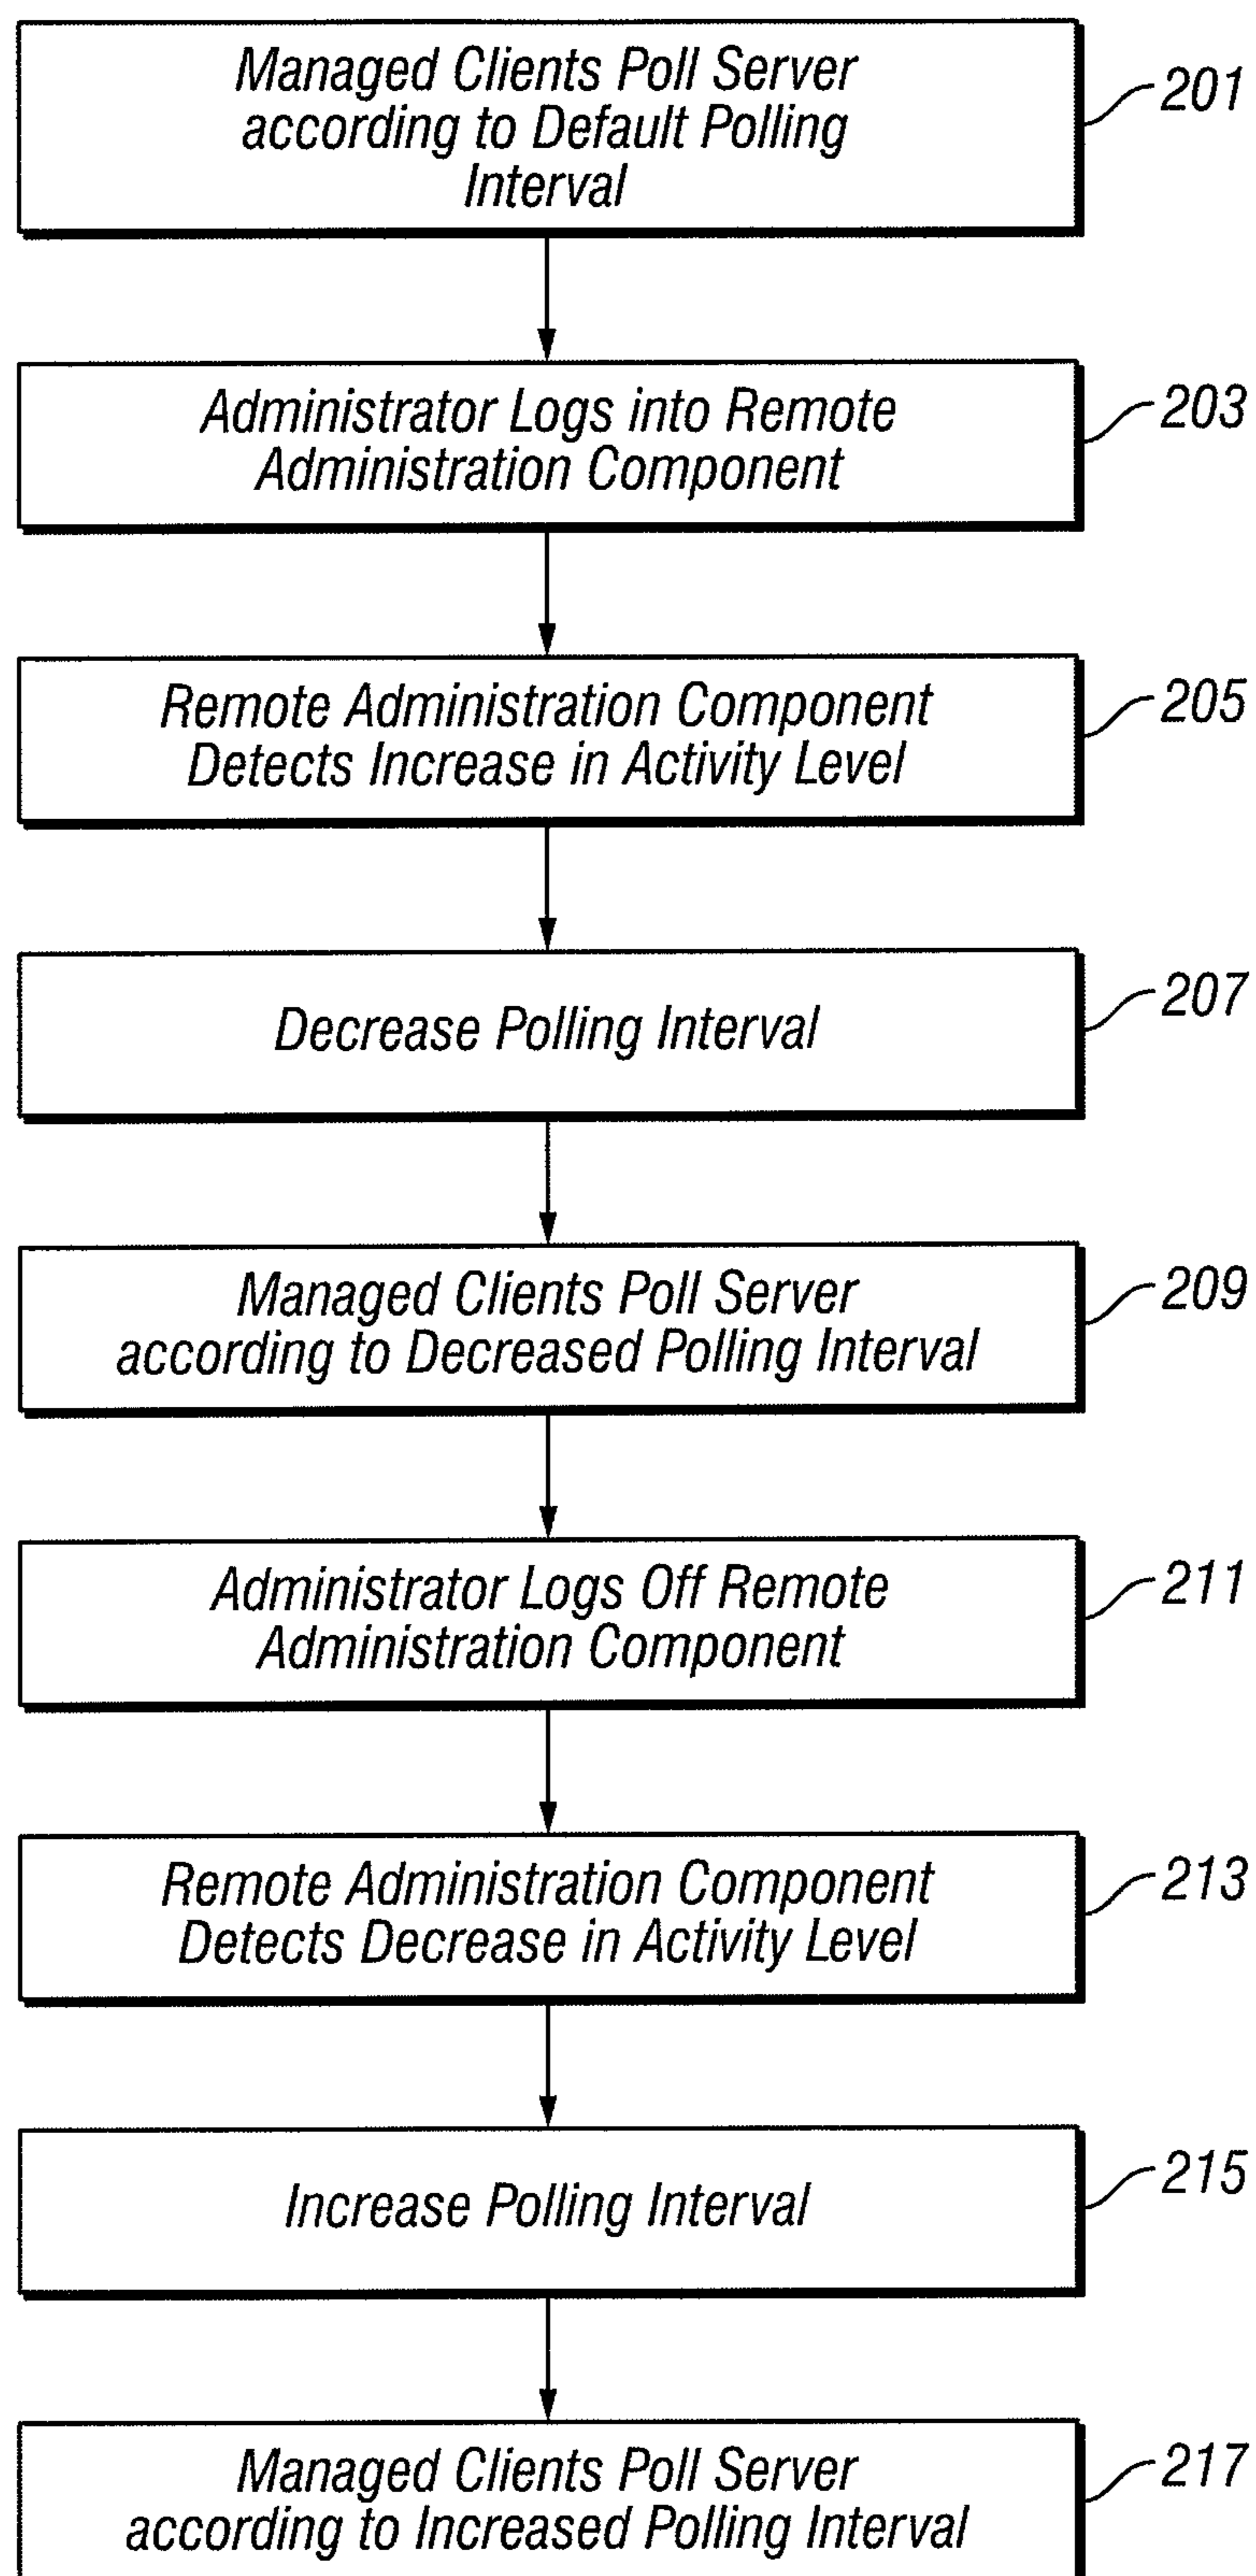 Managed Clients Poll Server
according to Default Polling
Interval
201
Administrator Logs into Remote
Administration Component
203
Remote Administration Component
Detects Increase in Activity Level
205
Decrease Polling Interval
207
Managed Clients Poll Server
according to Decreased Polling Interval
209
Administrator Logs Off Remote
Administration Component
211
Remote Administration Component
Detects Decrease in Activity Level
213
Increase Polling Interval
215
Managed Clients Poll Server
according to Increased Polling Interval
217